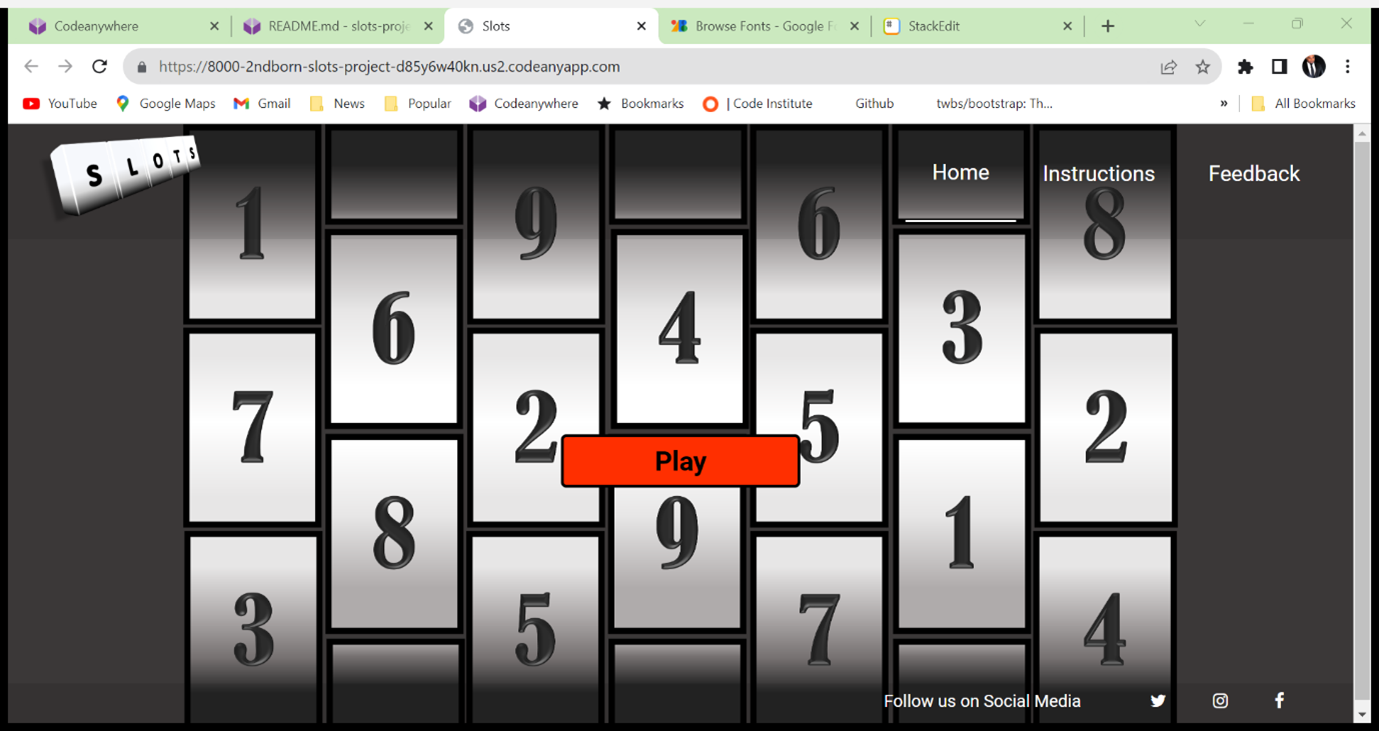 Codeanywhere
README.md - slots-proje
Slots
Browse Fonts - Google Fo
StackEdit
https://8000-2ndborn-slots-project-d85y6w40kn.us2.codeanyapp.com
YouTube Google Maps Gmail News Popular Codeanywhere Bookmarks | Code Institute Github twbs/bootstrap: Th... » All Bookmarks
SLOTS
Home Instructions Feedback
1 9 6 8
6 4 3
7 2 5 2
Play
8 9 1
3 5 7 4
Follow us on Social Media